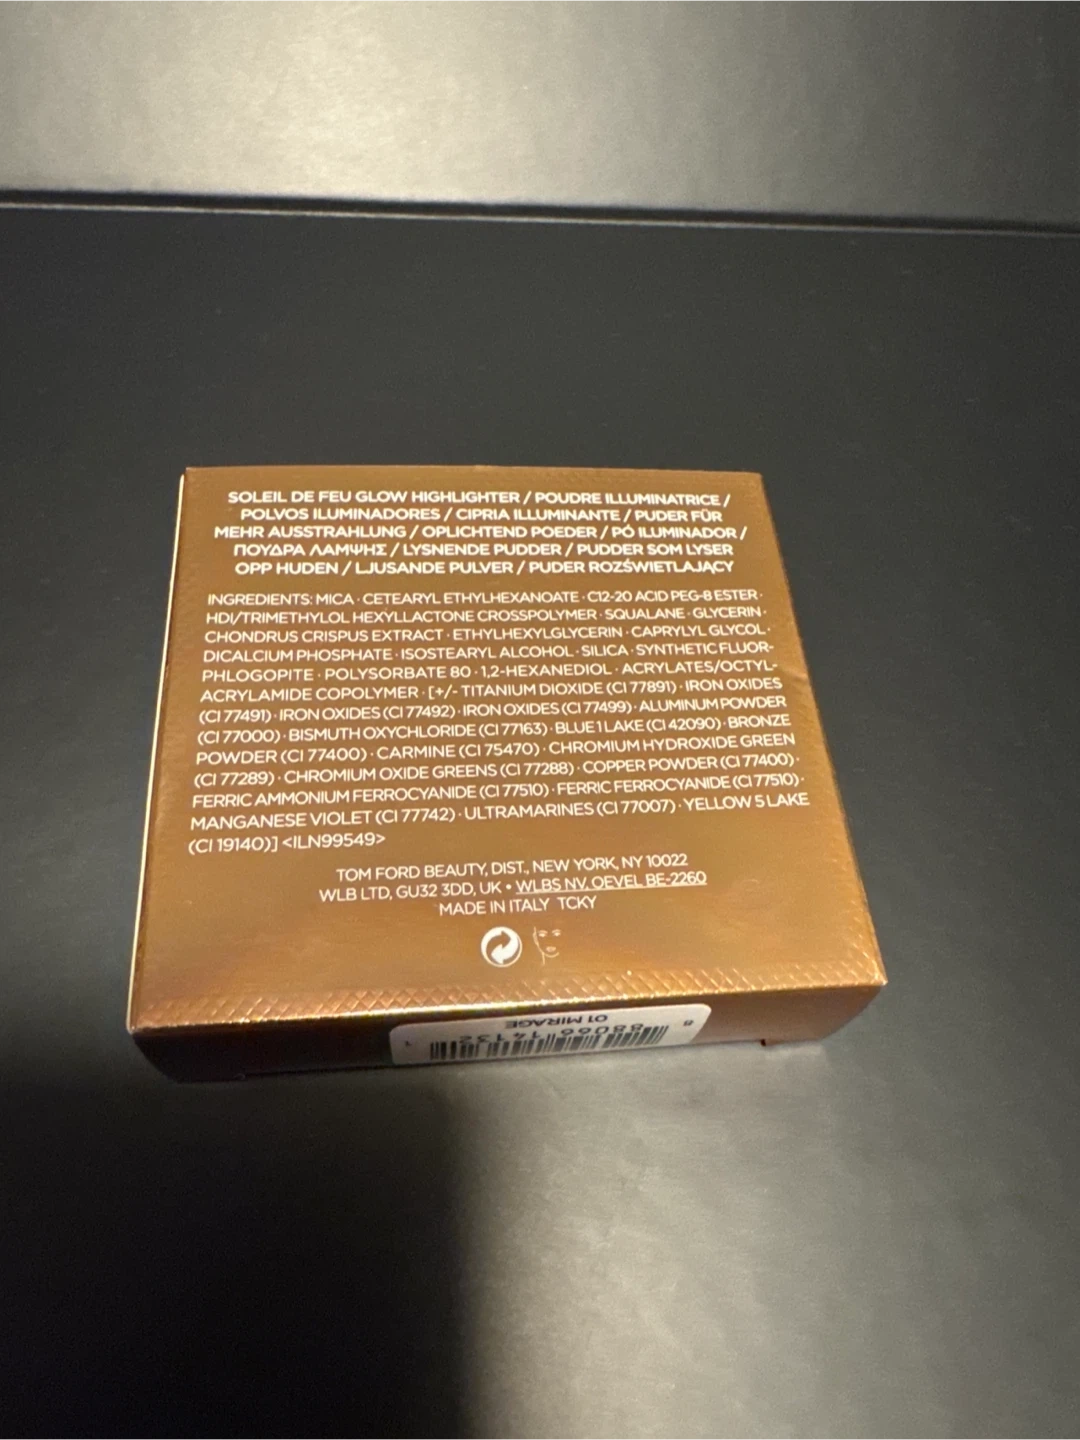 SOLEIL DE FEU GLOW HIGHLIGHTER / POUDRE ILLUMINATRICE /
POLVOS ILUMINADORES / CIPRIA ILLUMINANTE / PUDER FÜR
MEHR AUSSTRAHLUNG / OPLICHTEND POEDER / PÓ ILUMINADOR /
ΠΟΥΔΡΑ ΛΑΜΨΗΣ / LYSNENDE PUDDER / PUDDER SOM LYSER
OPP HUDEN / LJUSANDE PULVER / PUDER ROZŚWIETLAJĄCY
INGREDIENTS: MICA · CETEARYL ETHYLHEXANOATE · C12-20 ACID PEG-8 ESTER ·
HDI/TRIMETHYLOL HEXYLLACTONE CROSSPOLYMER · SQUALANE · GLYCERIN ·
CHONDRUS CRISPUS EXTRACT · ETHYLHEXYLGLYCERIN · CAPRYLYL GLYCOL ·
DICALCIUM PHOSPHATE · ISOSTEARYL ALCOHOL · SILICA · SYNTHETIC FLUOR-
PHLOGOPITE · POLYSORBATE 80 · 1,2-HEXANEDIOL · ACRYLATES/OCTYL-
ACRYLAMIDE COPOLYMER · [+/- TITANIUM DIOXIDE (CI 77891) · IRON OXIDES
(CI 77491) · IRON OXIDES (CI 77492) · IRON OXIDES (CI 77499) · ALUMINUM POWDER
(CI 77000) · BISMUTH OXYCHLORIDE (CI 77163) · BLUE 1 LAKE (CI 42090) · BRONZE
POWDER (CI 77400) · CARMINE (CI 75470) · CHROMIUM HYDROXIDE GREEN
(CI 77289) · CHROMIUM OXIDE GREENS (CI 77288) · COPPER POWDER (CI 77400) ·
FERRIC AMMONIUM FERROCYANIDE (CI 77510) · FERRIC FERROCYANIDE (CI 77510) ·
MANGANESE VIOLET (CI 77742) · ULTRAMARINES (CI 77007) · YELLOW 5 LAKE
(CI 19140)] <ILN99549>
TOM FORD BEAUTY, DIST., NEW YORK, NY 10022
WLB LTD, GU32 3DD, UK • WLBS NV, OEVEL BE-2260
MADE IN ITALY TCKY
01 MIRAGE